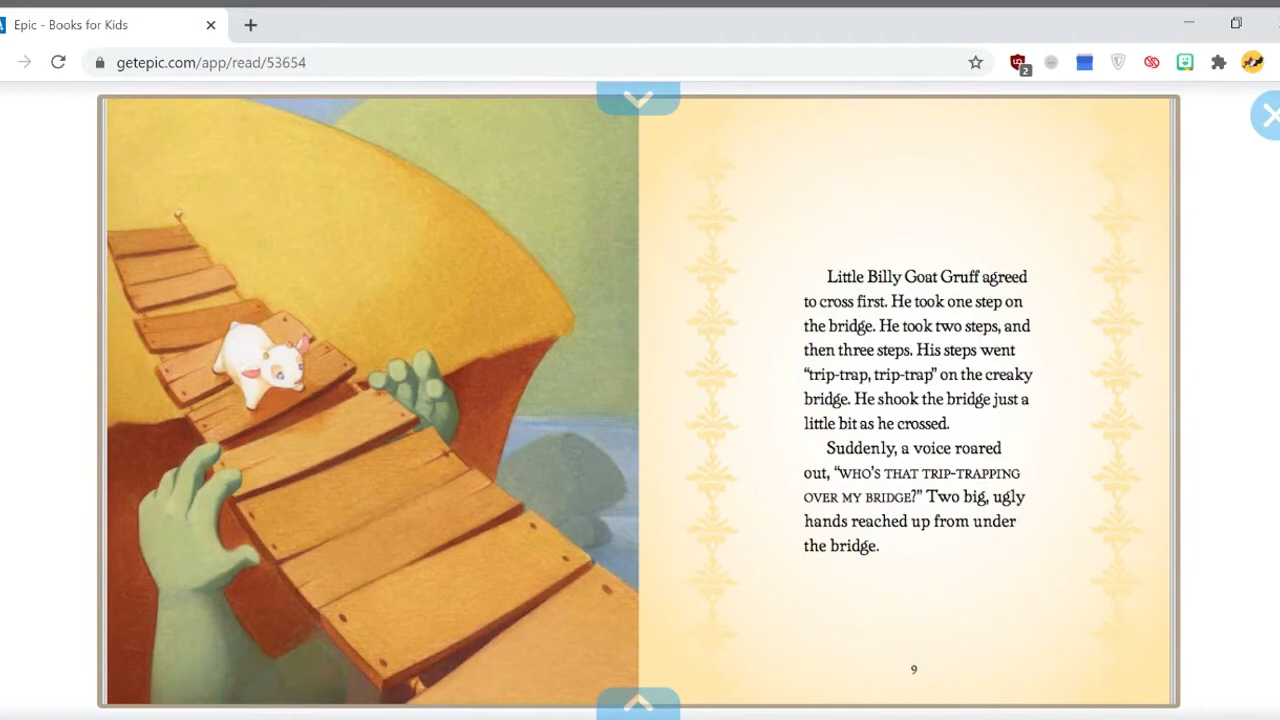 Epic - Books for Kids
getepic.com/app/read/53654
2
Little Billy Goat Gruff agreed
to cross first. He took one step on
the bridge. He took two steps, and
then three steps. His steps went
“trip-trap, trip-trap” on the creaky
bridge. He shook the bridge just a
little bit as he crossed.
Suddenly, a voice roared
out, “WHO'S THAT TRIP-TRAPPING
OVER MY BRIDGE?” Two big, ugly
hands reached up from under
the bridge.
9